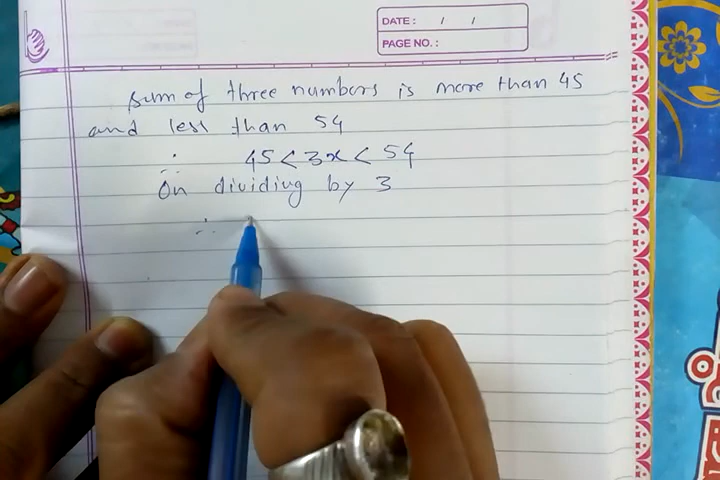 DATE : / /
PAGE NO. :
sum of three numbers is more than 45
and less than 54
∴ 45 < 3x < 54
On dividing by 3
∴